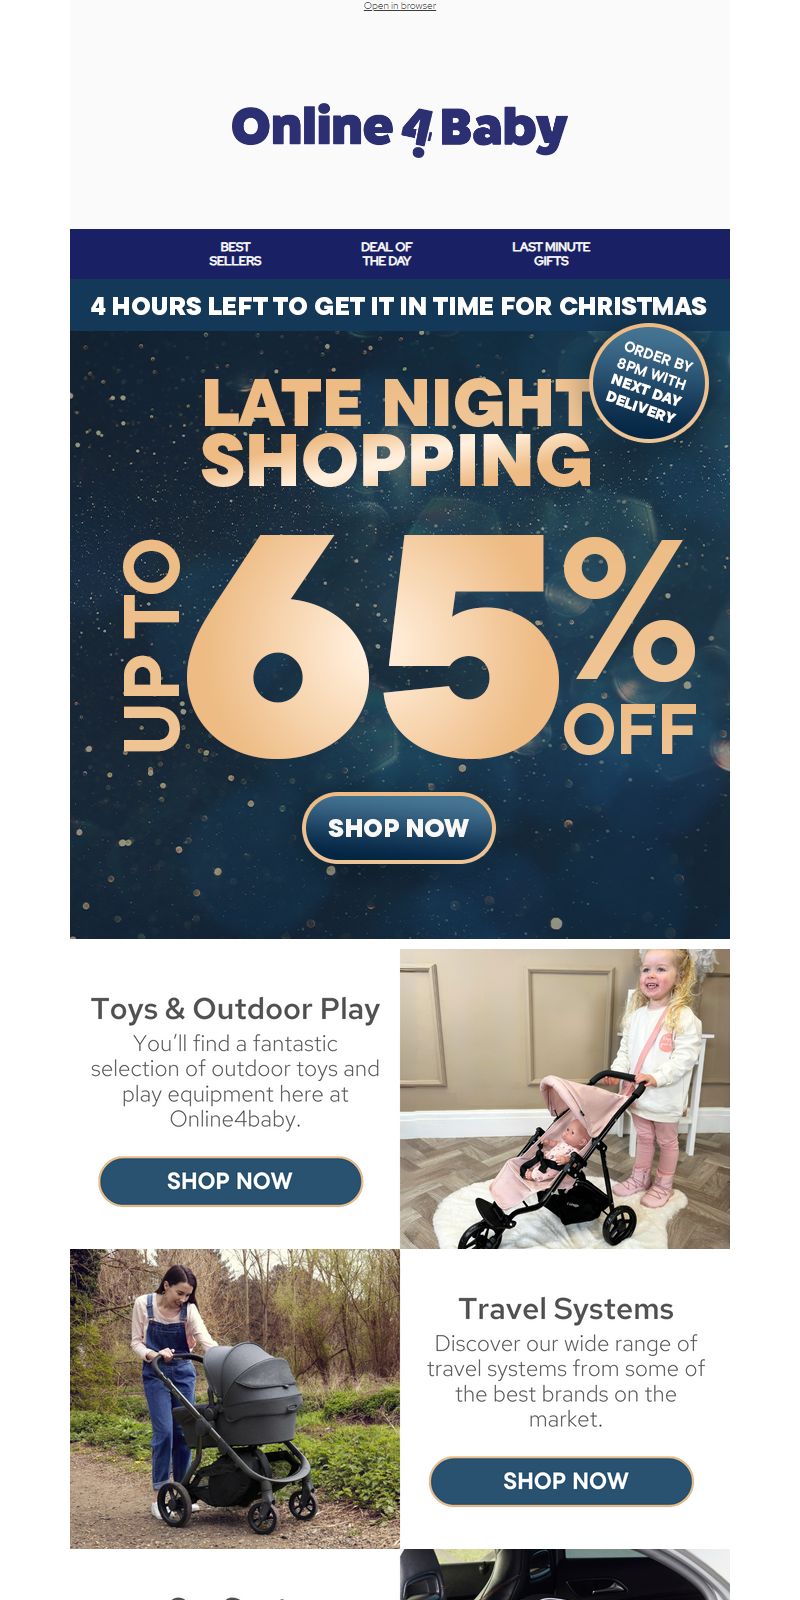 Open in browser
Online 4 Baby
BEST
SELLERS
DEAL OF
THE DAY
LAST MINUTE
GIFTS
4 HOURS LEFT TO GET IT IN TIME FOR CHRISTMAS
ORDER BY
8PM WITH
NEXT DAY
DELIVERY
LATE NIGHT
SHOPPING
UP TO
65%
OFF
SHOP NOW
Toys & Outdoor Play
You’ll find a fantastic
selection of outdoor toys and
play equipment here at
Online4baby.
SHOP NOW
Travel Systems
Discover our wide range of
travel systems from some of
the best brands on the
market.
SHOP NOW